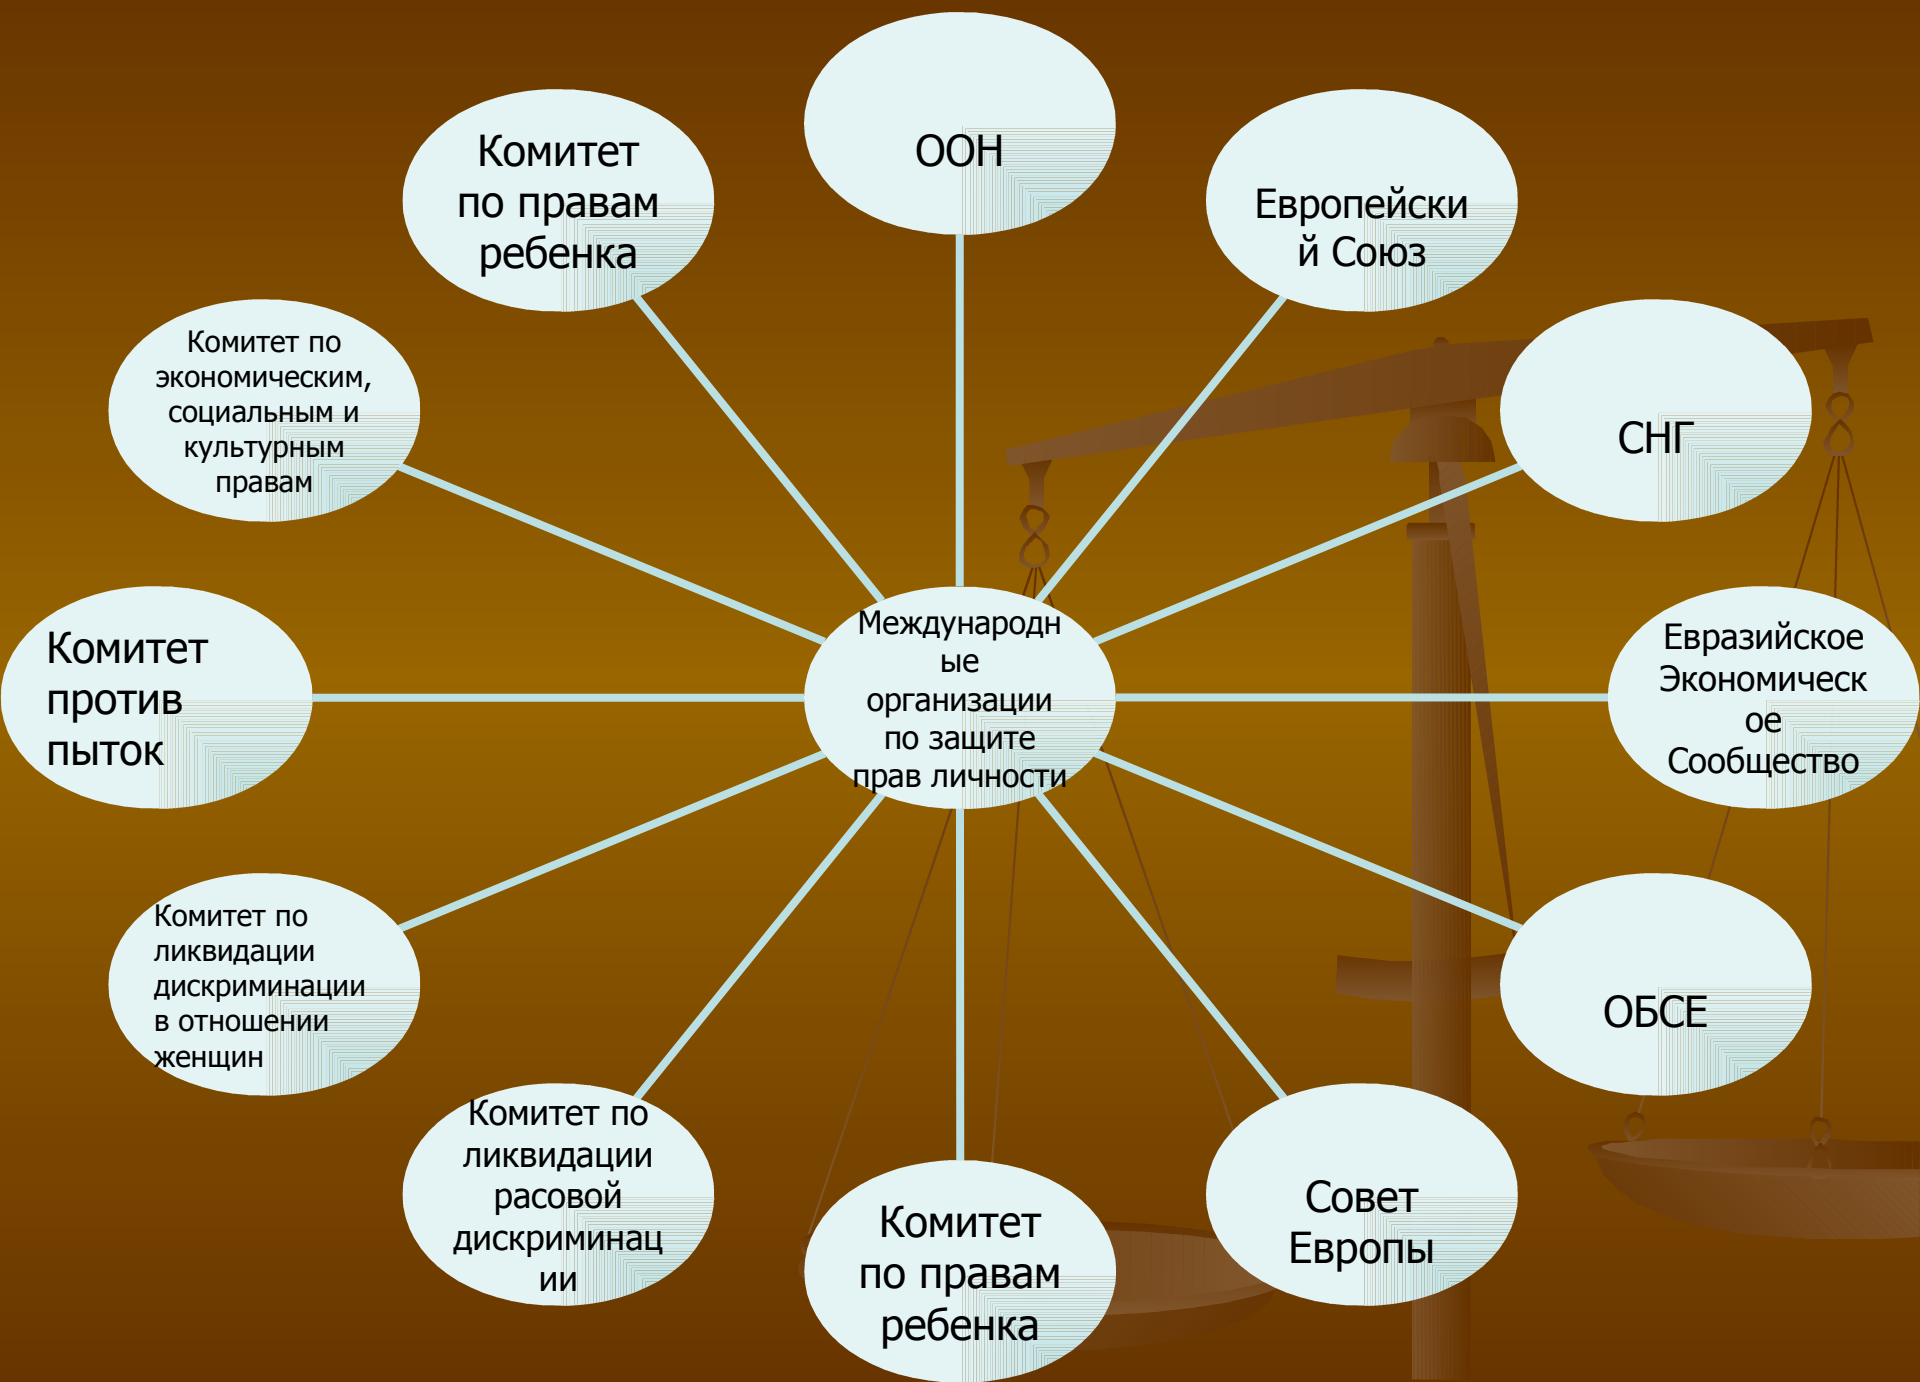 ООН
Европейски
й Союз
СНГ
Евразийское
Экономическ
ое
Сообщество
ОБСЕ
Совет
Европы
Комитет
по правам
ребенка
Комитет по
ликвидации
расовой
дискриминац
ии
Комитет по
ликвидации
дискриминации
в отношении
женщин
Комитет
против
пыток
Комитет по
экономическим,
социальным и
культурным
правам
Комитет
по правам
ребенка
Международн
ые
организации
по защите
прав личности